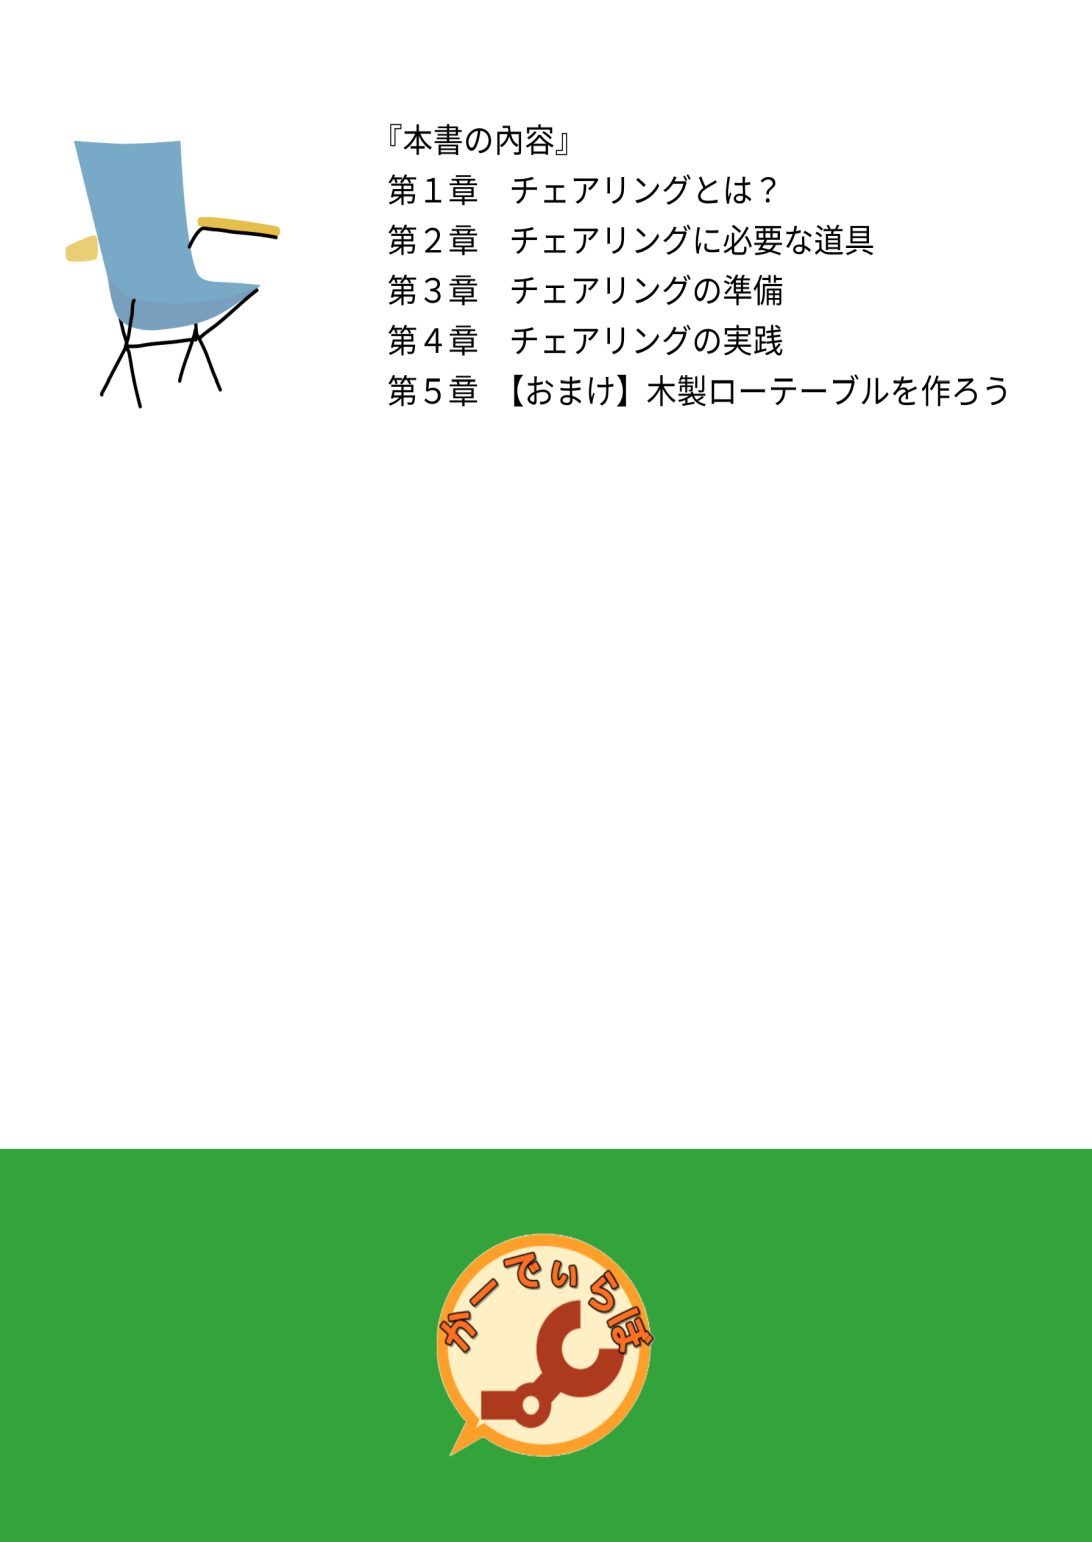 『本書の内容』
第１章　チェアリングとは？
第２章　チェアリングに必要な道具
第３章　チェアリングの準備
第４章　チェアリングの実践
第５章　【おまけ】木製ローテーブルを作ろう
かーでぃらぼ